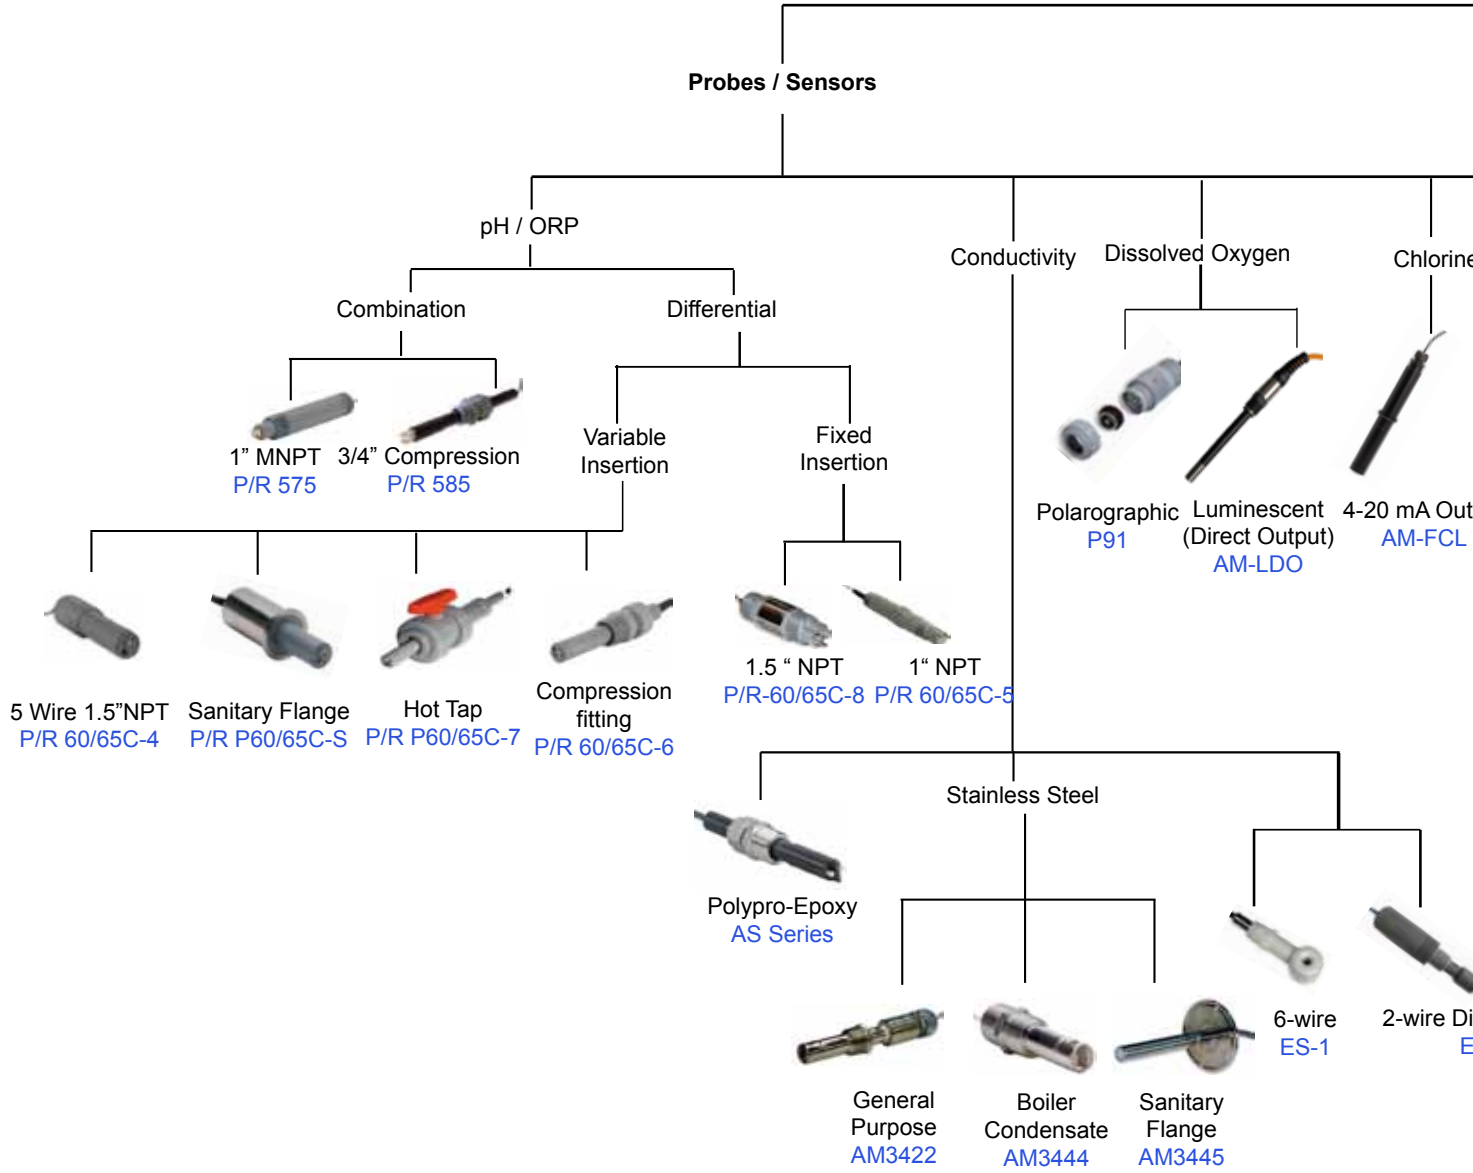 Probes / Sensors
pH / ORP
Conductivity
Dissolved Oxygen
Chlorine
Combination
Differential
1” MNPT
P/R 575
3/4” Compression
P/R 585
Variable
Insertion
Fixed
Insertion
Polarographic
P91
Luminescent
(Direct Output)
AM-LDO
4-20 mA Out
AM-FCL
5 Wire 1.5”NPT
P/R 60/65C-4
Sanitary Flange
P/R P60/65C-S
Hot Tap
P/R P60/65C-7
Compression
fitting
P/R 60/65C-6
1.5 “ NPT
P/R-60/65C-8
1“ NPT
P/R 60/65C-5
Stainless Steel
Polypro-Epoxy
AS Series
6-wire
ES-1
2-wire Di
E
General
Purpose
AM3422
Boiler
Condensate
AM3444
Sanitary
Flange
AM3445